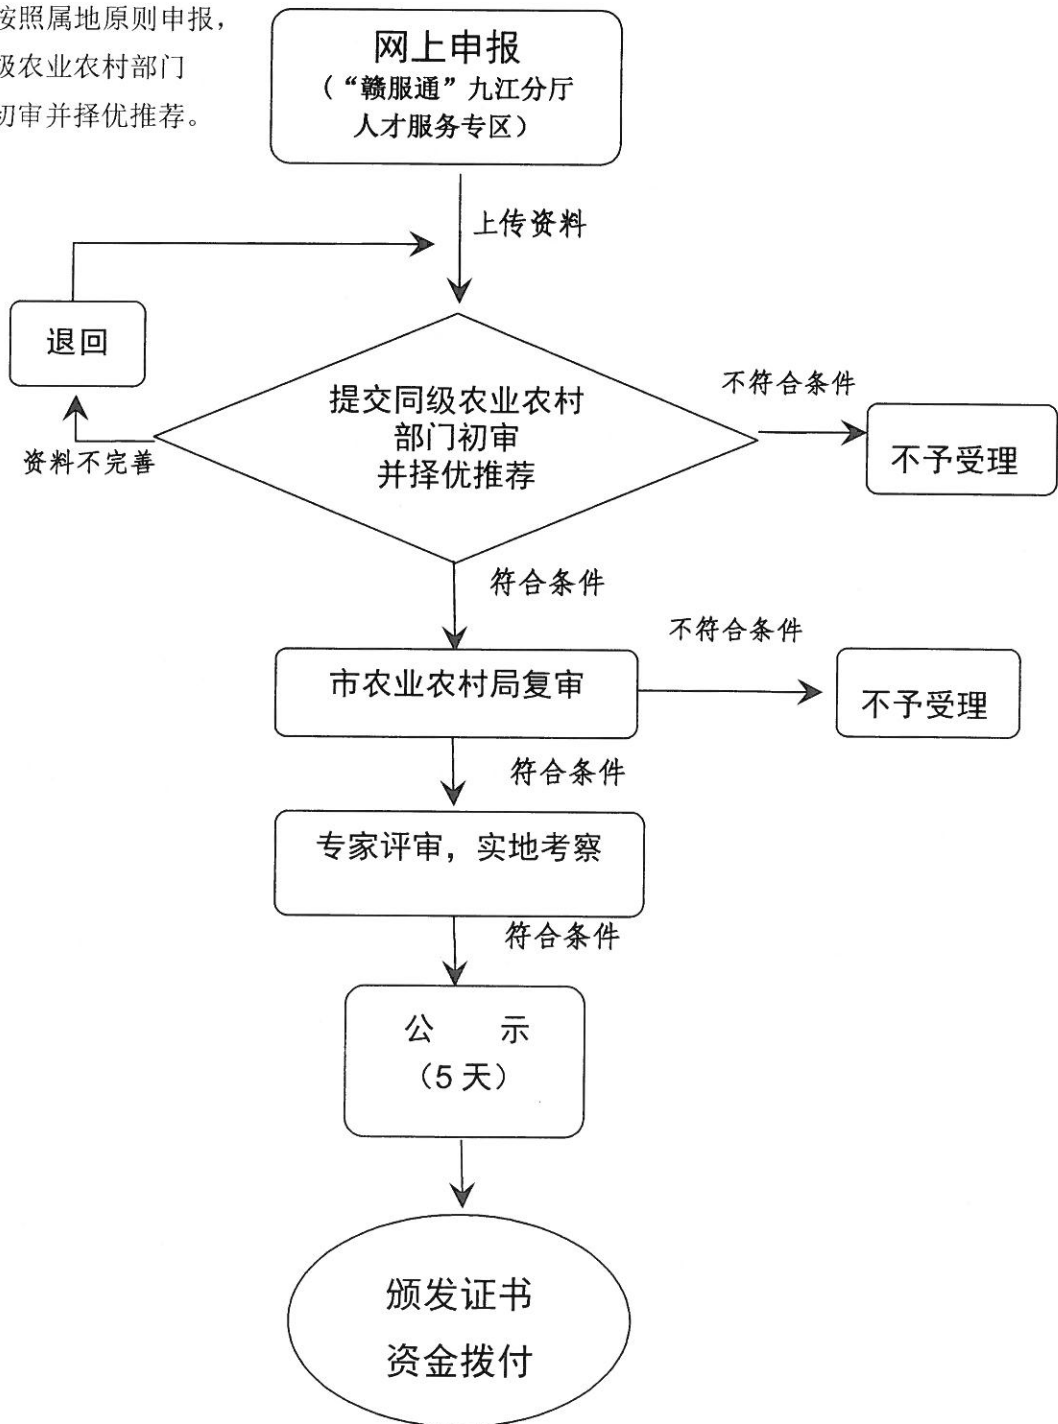 按照属地原则申报，
级农业农村部门
初审并择优推荐。
网上申报
（“赣服通”九江分厅
人才服务专区）
上传资料
退回
资料不完善
提交同级农业农村
部门初审
并择优推荐
不符合条件
不予受理
符合条件
市农业农村局复审
不符合条件
不予受理
符合条件
专家评审，实地考察
符合条件
公 示
（5 天）
颁发证书
资金拨付